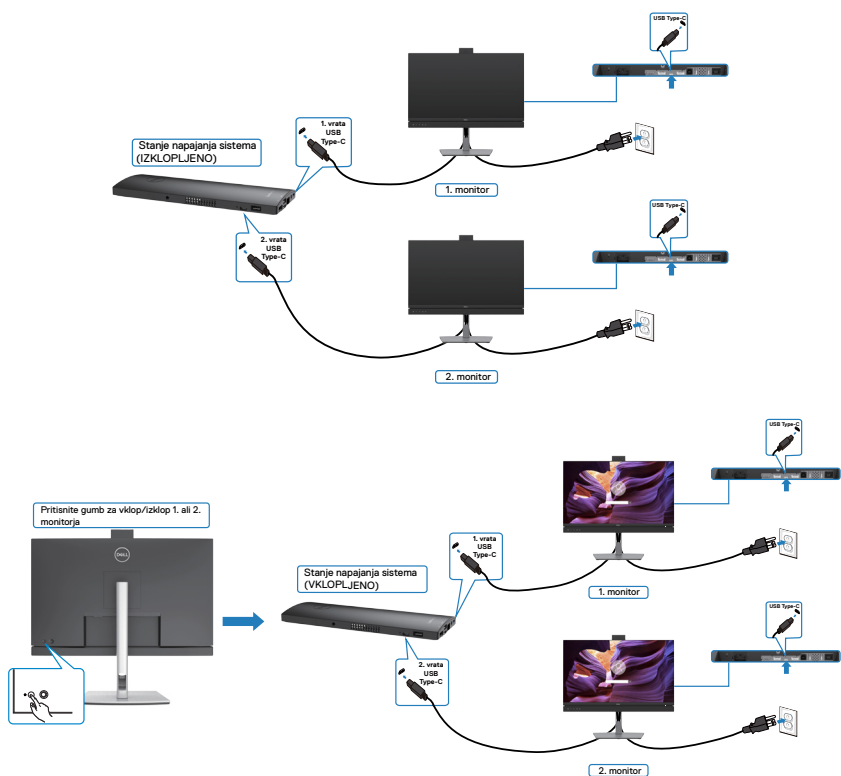 USB Type-C
1. vrata
USB
Type-C
Stanje napajanja sistema
(IZKLOPLJENO)
1. monitor
USB Type-C
2. vrata
USB
Type-C
2. monitor
USB Type-C
Pritisnite gumb za vklop/izklop 1. ali 2.
monitorja
DELL
1. vrata
USB
Type-C
Stanje napajanja sistema
(VKLOPLJENO)
1. monitor
USB Type-C
2. vrata
USB
Type-C
2. monitor